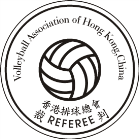 Volleyball Association of Hong Kong, China
香港排球總會
裁 REFEREE 判